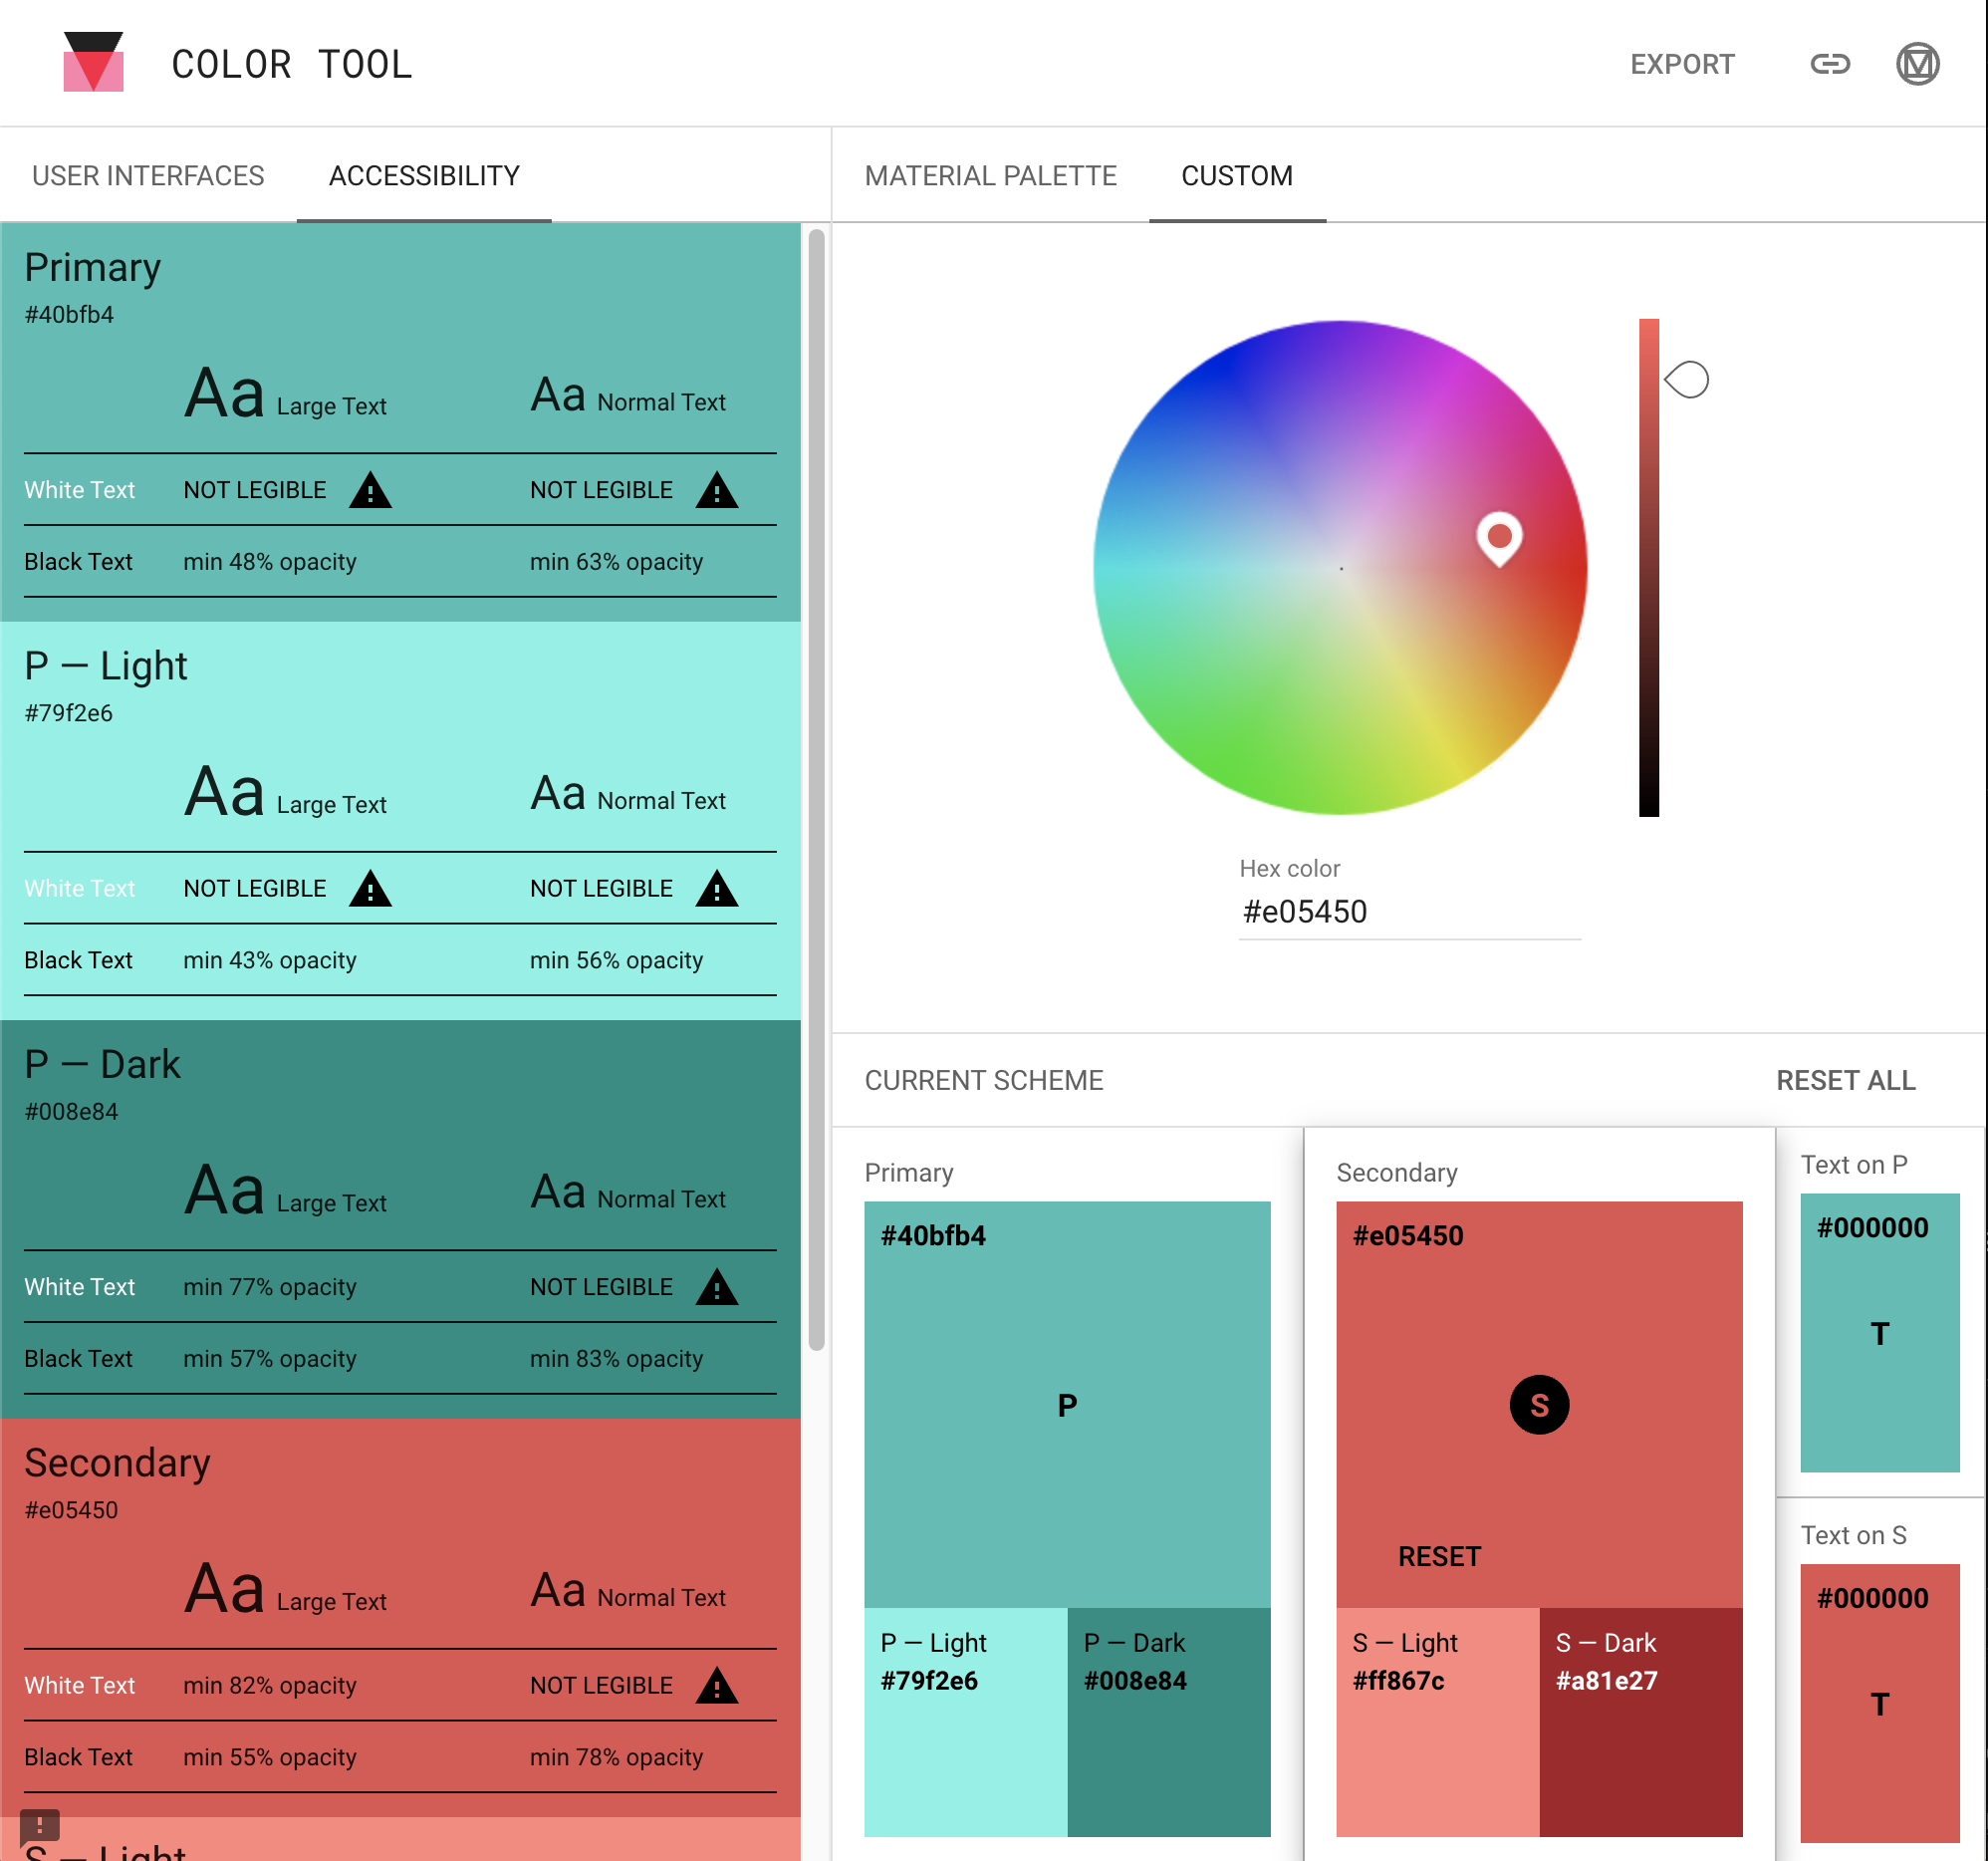 COLOR TOOL
EXPORT
USER INTERFACES
ACCESSIBILITY
MATERIAL PALETTE
CUSTOM
Primary
#40bfb4
Aa Large Text
Aa Normal Text
White Text NOT LEGIBLE NOT LEGIBLE
Black Text min 48% opacity min 63% opacity
P — Light
#79f2e6
Aa Large Text
Aa Normal Text
White Text NOT LEGIBLE NOT LEGIBLE
Black Text min 43% opacity min 56% opacity
P — Dark
#008e84
Aa Large Text
Aa Normal Text
White Text min 77% opacity NOT LEGIBLE
Black Text min 57% opacity min 83% opacity
Secondary
#e05450
Aa Large Text
Aa Normal Text
White Text min 82% opacity NOT LEGIBLE
Black Text min 55% opacity min 78% opacity
S — Light
Hex color
#e05450
CURRENT SCHEME
RESET ALL
Primary
#40bfb4
P
P — Light
#79f2e6
P — Dark
#008e84
Secondary
#e05450
S
RESET
S — Light
#ff867c
S — Dark
#a81e27
Text on P
#000000
T
Text on S
#000000
T